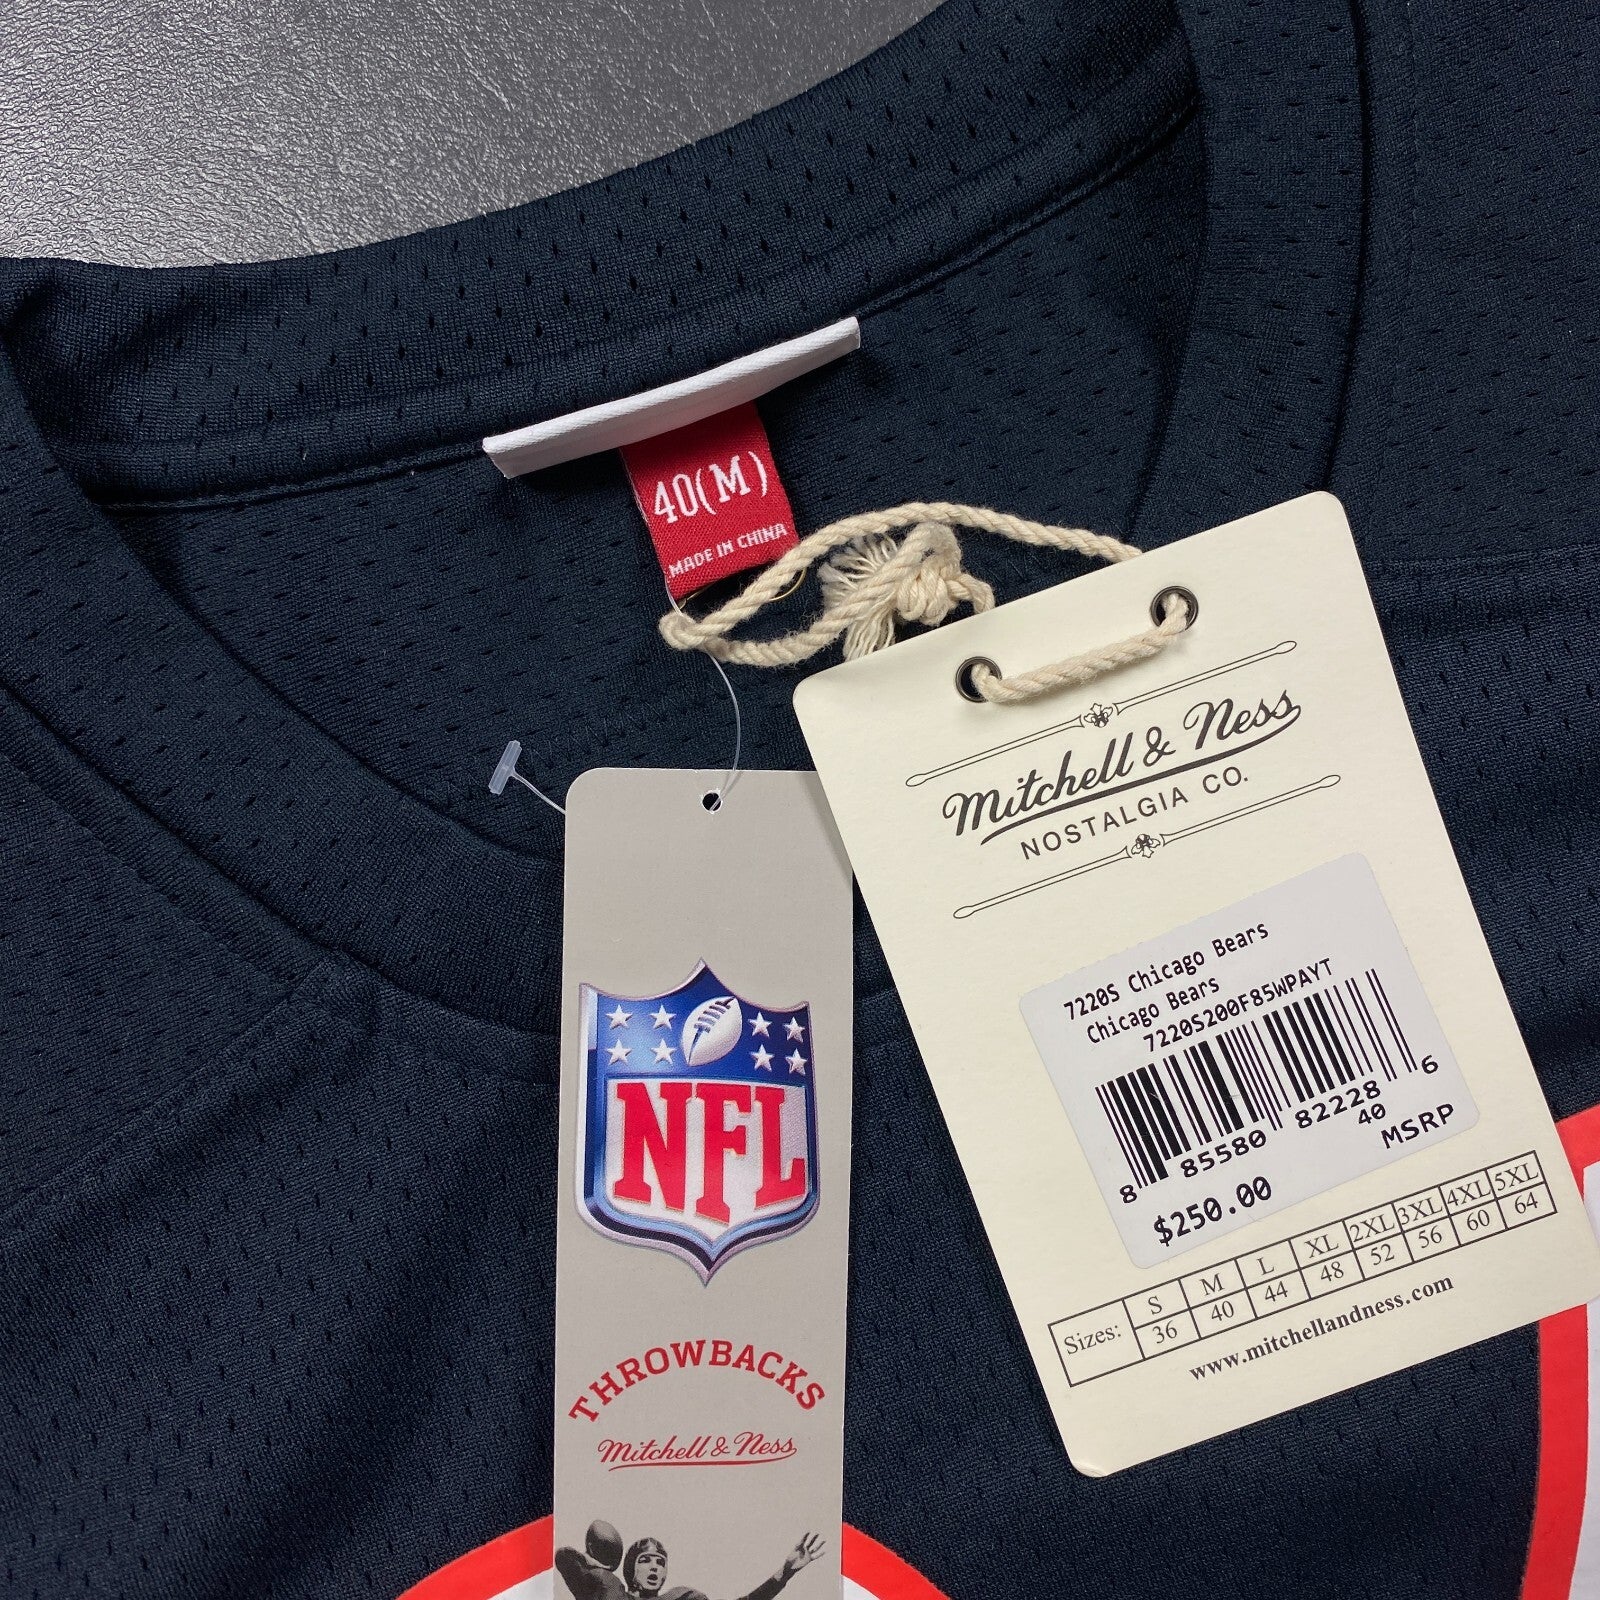 40(M)
MADE IN CHINA
Mitchell & Ness
NOSTALGIA CO.
7220S Chicago Bears
Chicago Bears
7220S200F85WPAYT
8 85580 82228 6
40
$250.00 MSRP
Sizes: S M L XL 2XL 3XL 4XL 5XL
36 40 44 48 52 56 60 64
www.mitchellandness.com
NFL
THROWBACKS
Mitchell & Ness